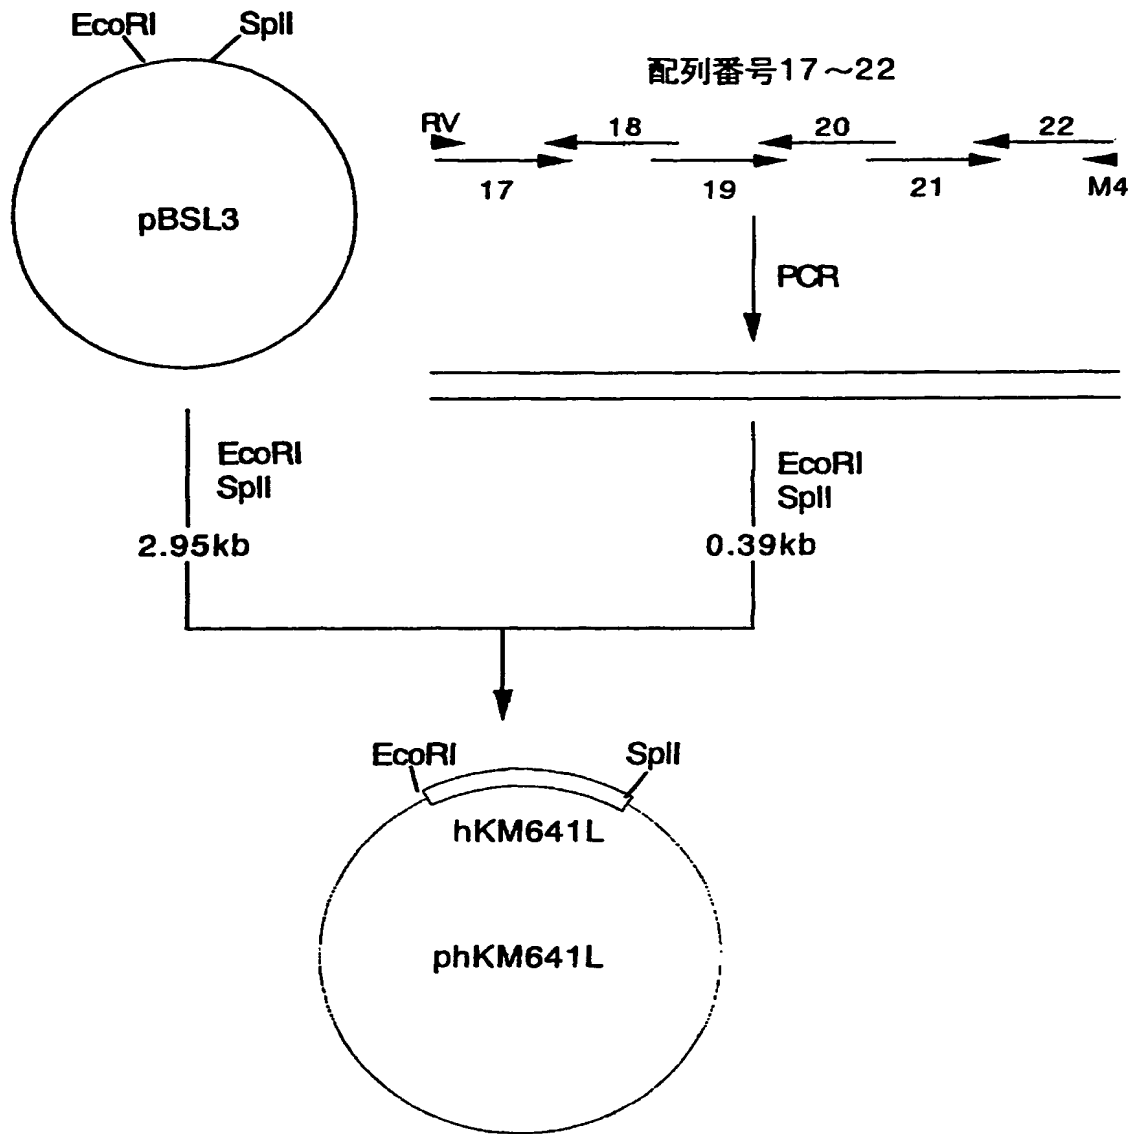 EcoRI
SplI
pBSL3
配列番号17~22
RV
18
20
22
17
19
21
M4
PCR
EcoRI
SplI
2.95kb
EcoRI
SplI
0.39kb
EcoRI
SplI
hKM641L
phKM641L